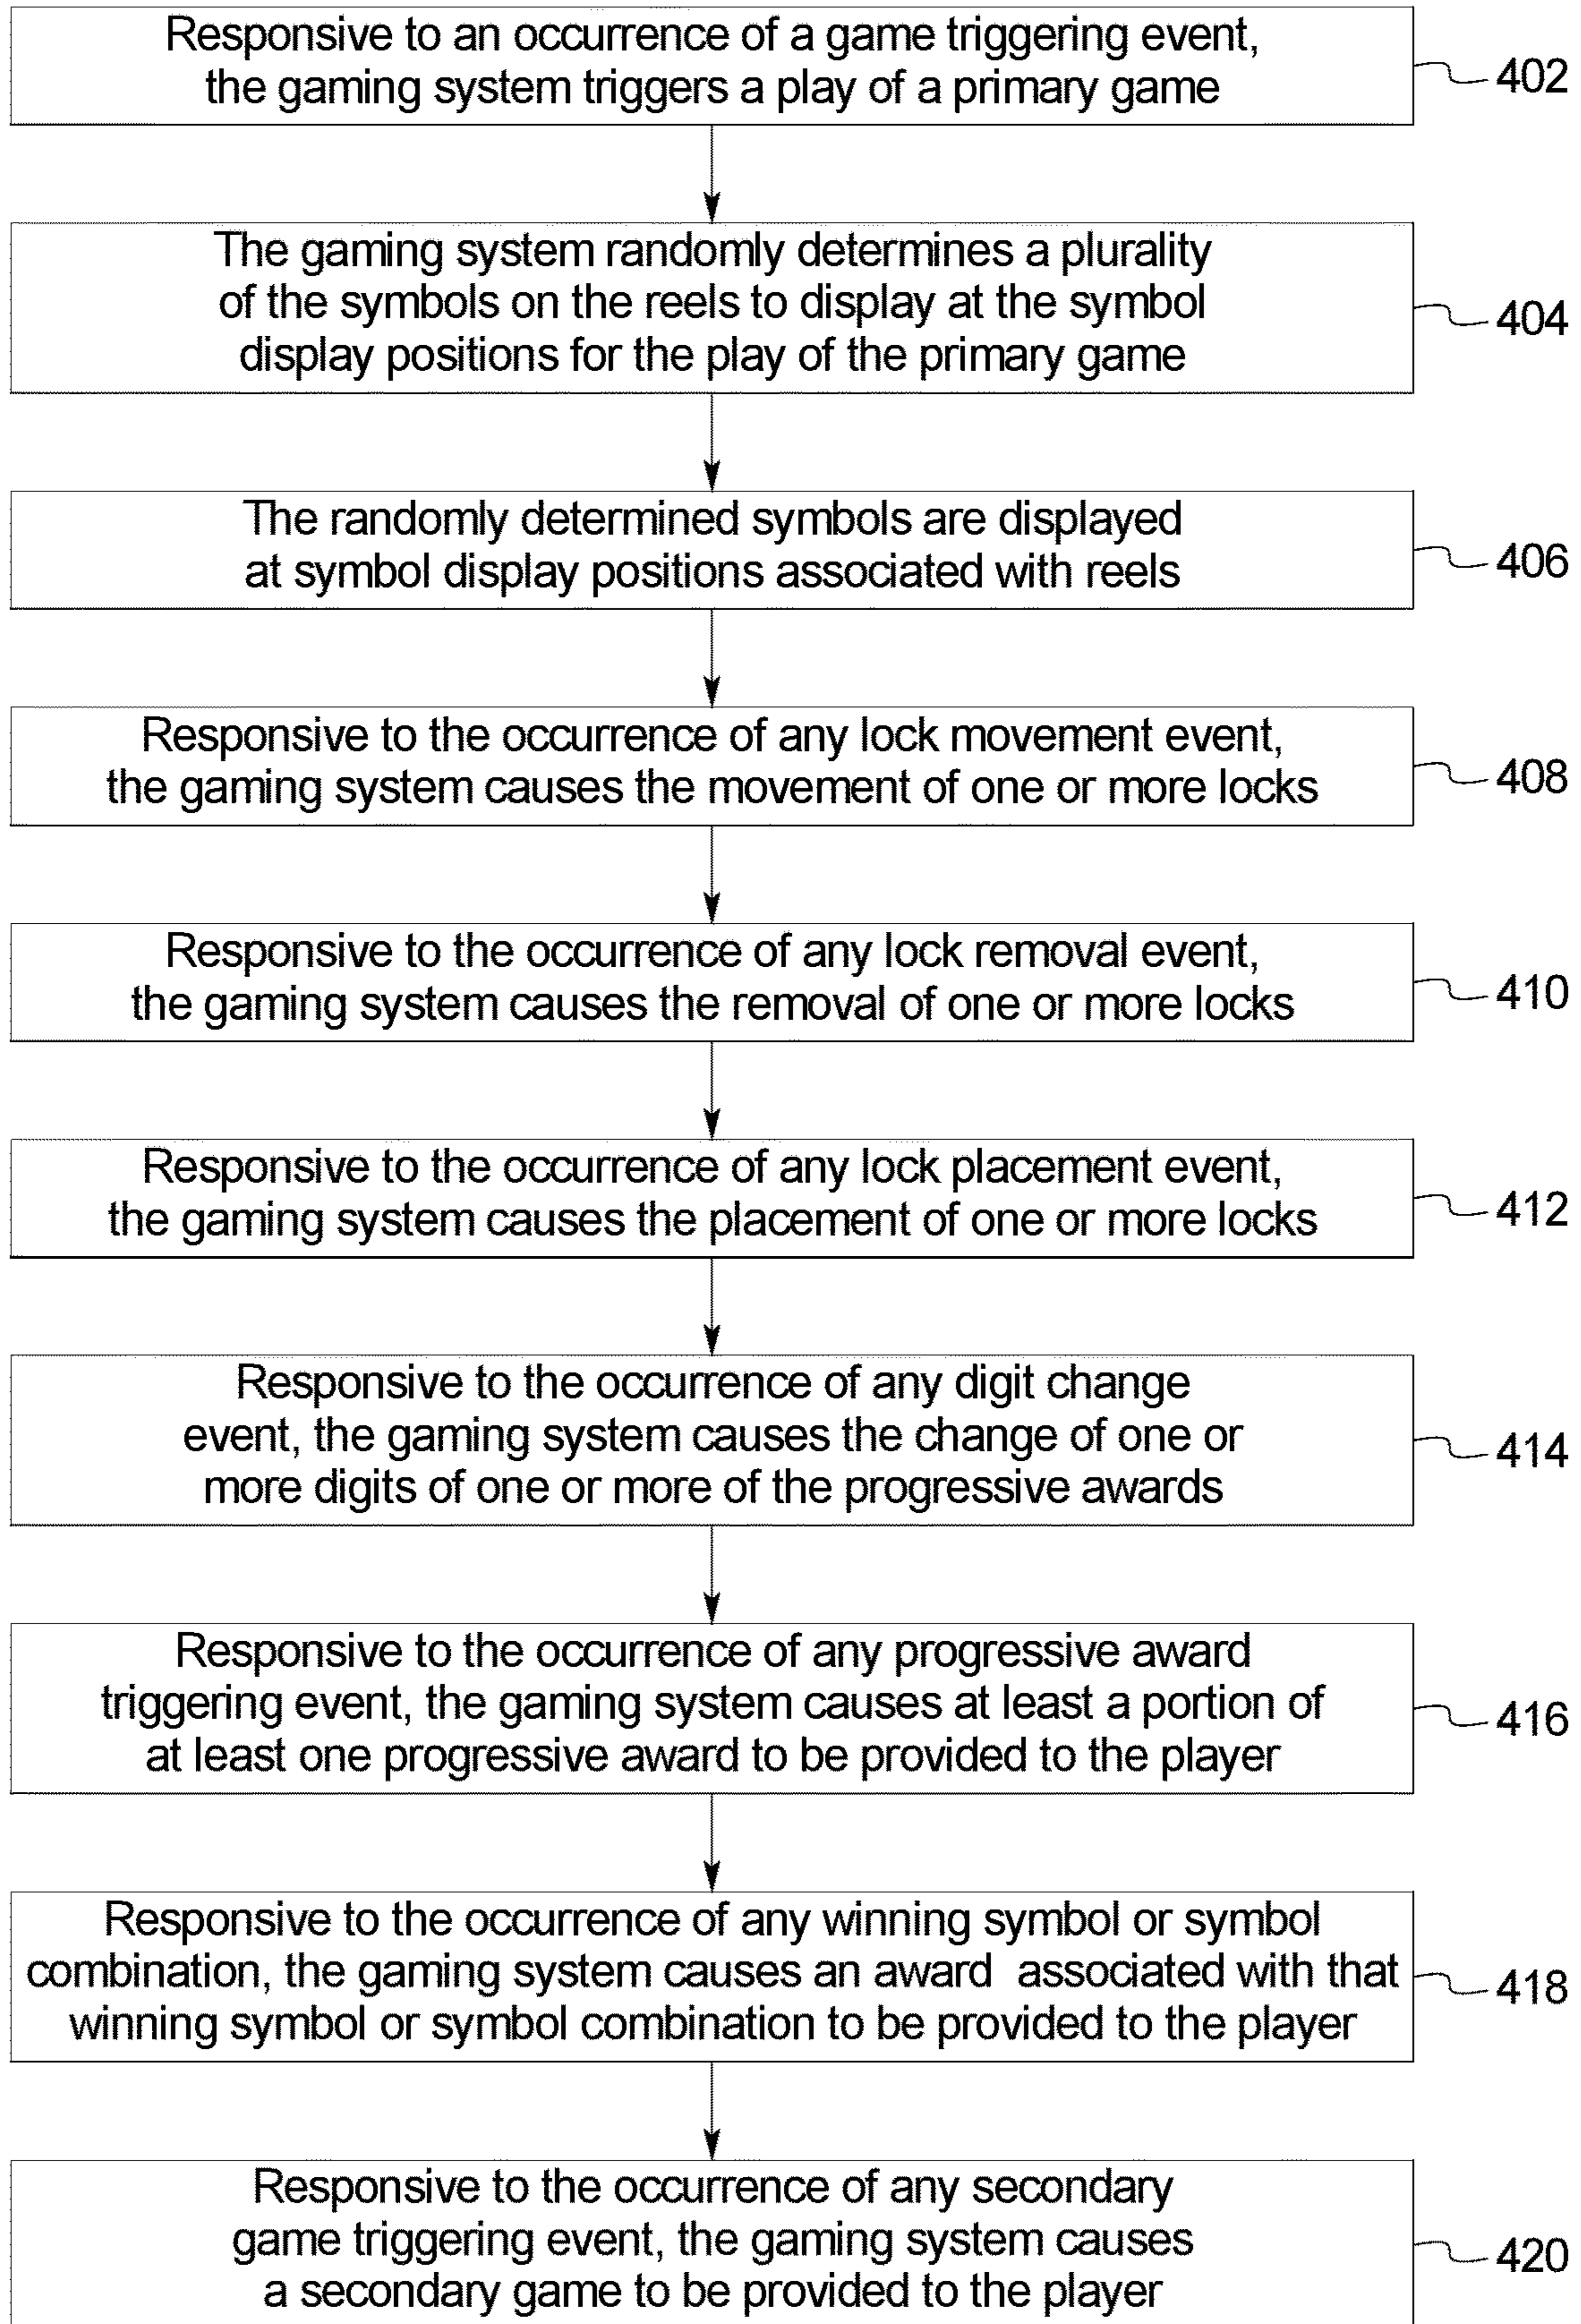 Responsive to an occurrence of a game triggering event,
the gaming system triggers a play of a primary game
402
The gaming system randomly determines a plurality
of the symbols on the reels to display at the symbol
display positions for the play of the primary game
404
The randomly determined symbols are displayed
at symbol display positions associated with reels
406
Responsive to the occurrence of any lock movement event,
the gaming system causes the movement of one or more locks
408
Responsive to the occurrence of any lock removal event,
the gaming system causes the removal of one or more locks
410
Responsive to the occurrence of any lock placement event,
the gaming system causes the placement of one or more locks
412
Responsive to the occurrence of any digit change
event, the gaming system causes the change of one or
more digits of one or more of the progressive awards
414
Responsive to the occurrence of any progressive award
triggering event, the gaming system causes at least a portion of
at least one progressive award to be provided to the player
416
Responsive to the occurrence of any winning symbol or symbol
combination, the gaming system causes an award associated with that
winning symbol or symbol combination to be provided to the player
418
Responsive to the occurrence of any secondary
game triggering event, the gaming system causes
a secondary game to be provided to the player
420